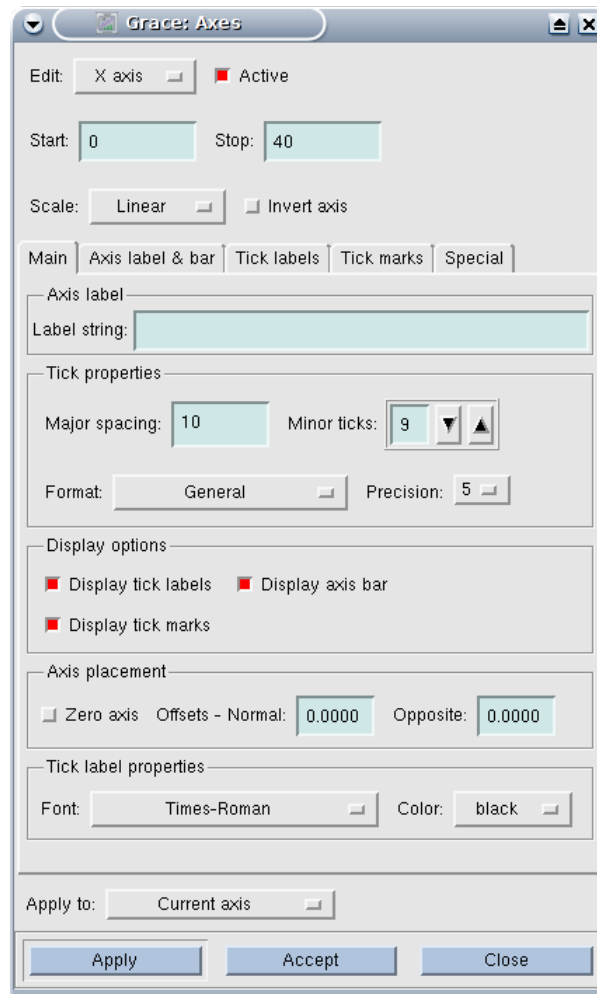 Grace: Axes
Edit: X axis Active
Start: 0 Stop: 40
Scale: Linear Invert axis
Main Axis label & bar Tick labels Tick marks Special
Axis label
Label string:
Tick properties
Major spacing: 10 Minor ticks: 9
Format: General Precision: 5
Display options
Display tick labels Display axis bar
Display tick marks
Axis placement
Zero axis Offsets - Normal: 0.0000 Opposite: 0.0000
Tick label properties
Font: Times-Roman Color: black
Apply to: Current axis
Apply Accept Close